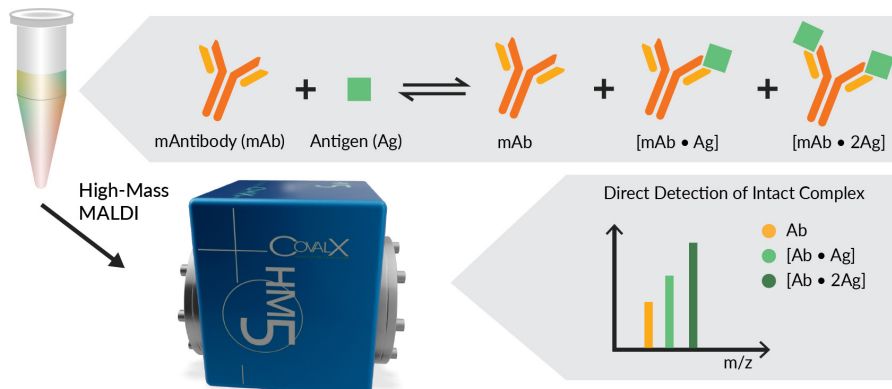 +
+
+
mAntibody (mAb)
Antigen (Ag)
mAb
[mAb • Ag]
[mAb • 2Ag]
High-Mass
MALDI
COVALX
HM5
Direct Detection of Intact Complex
Ab
[Ab • Ag]
[Ab • 2Ag]
m/z